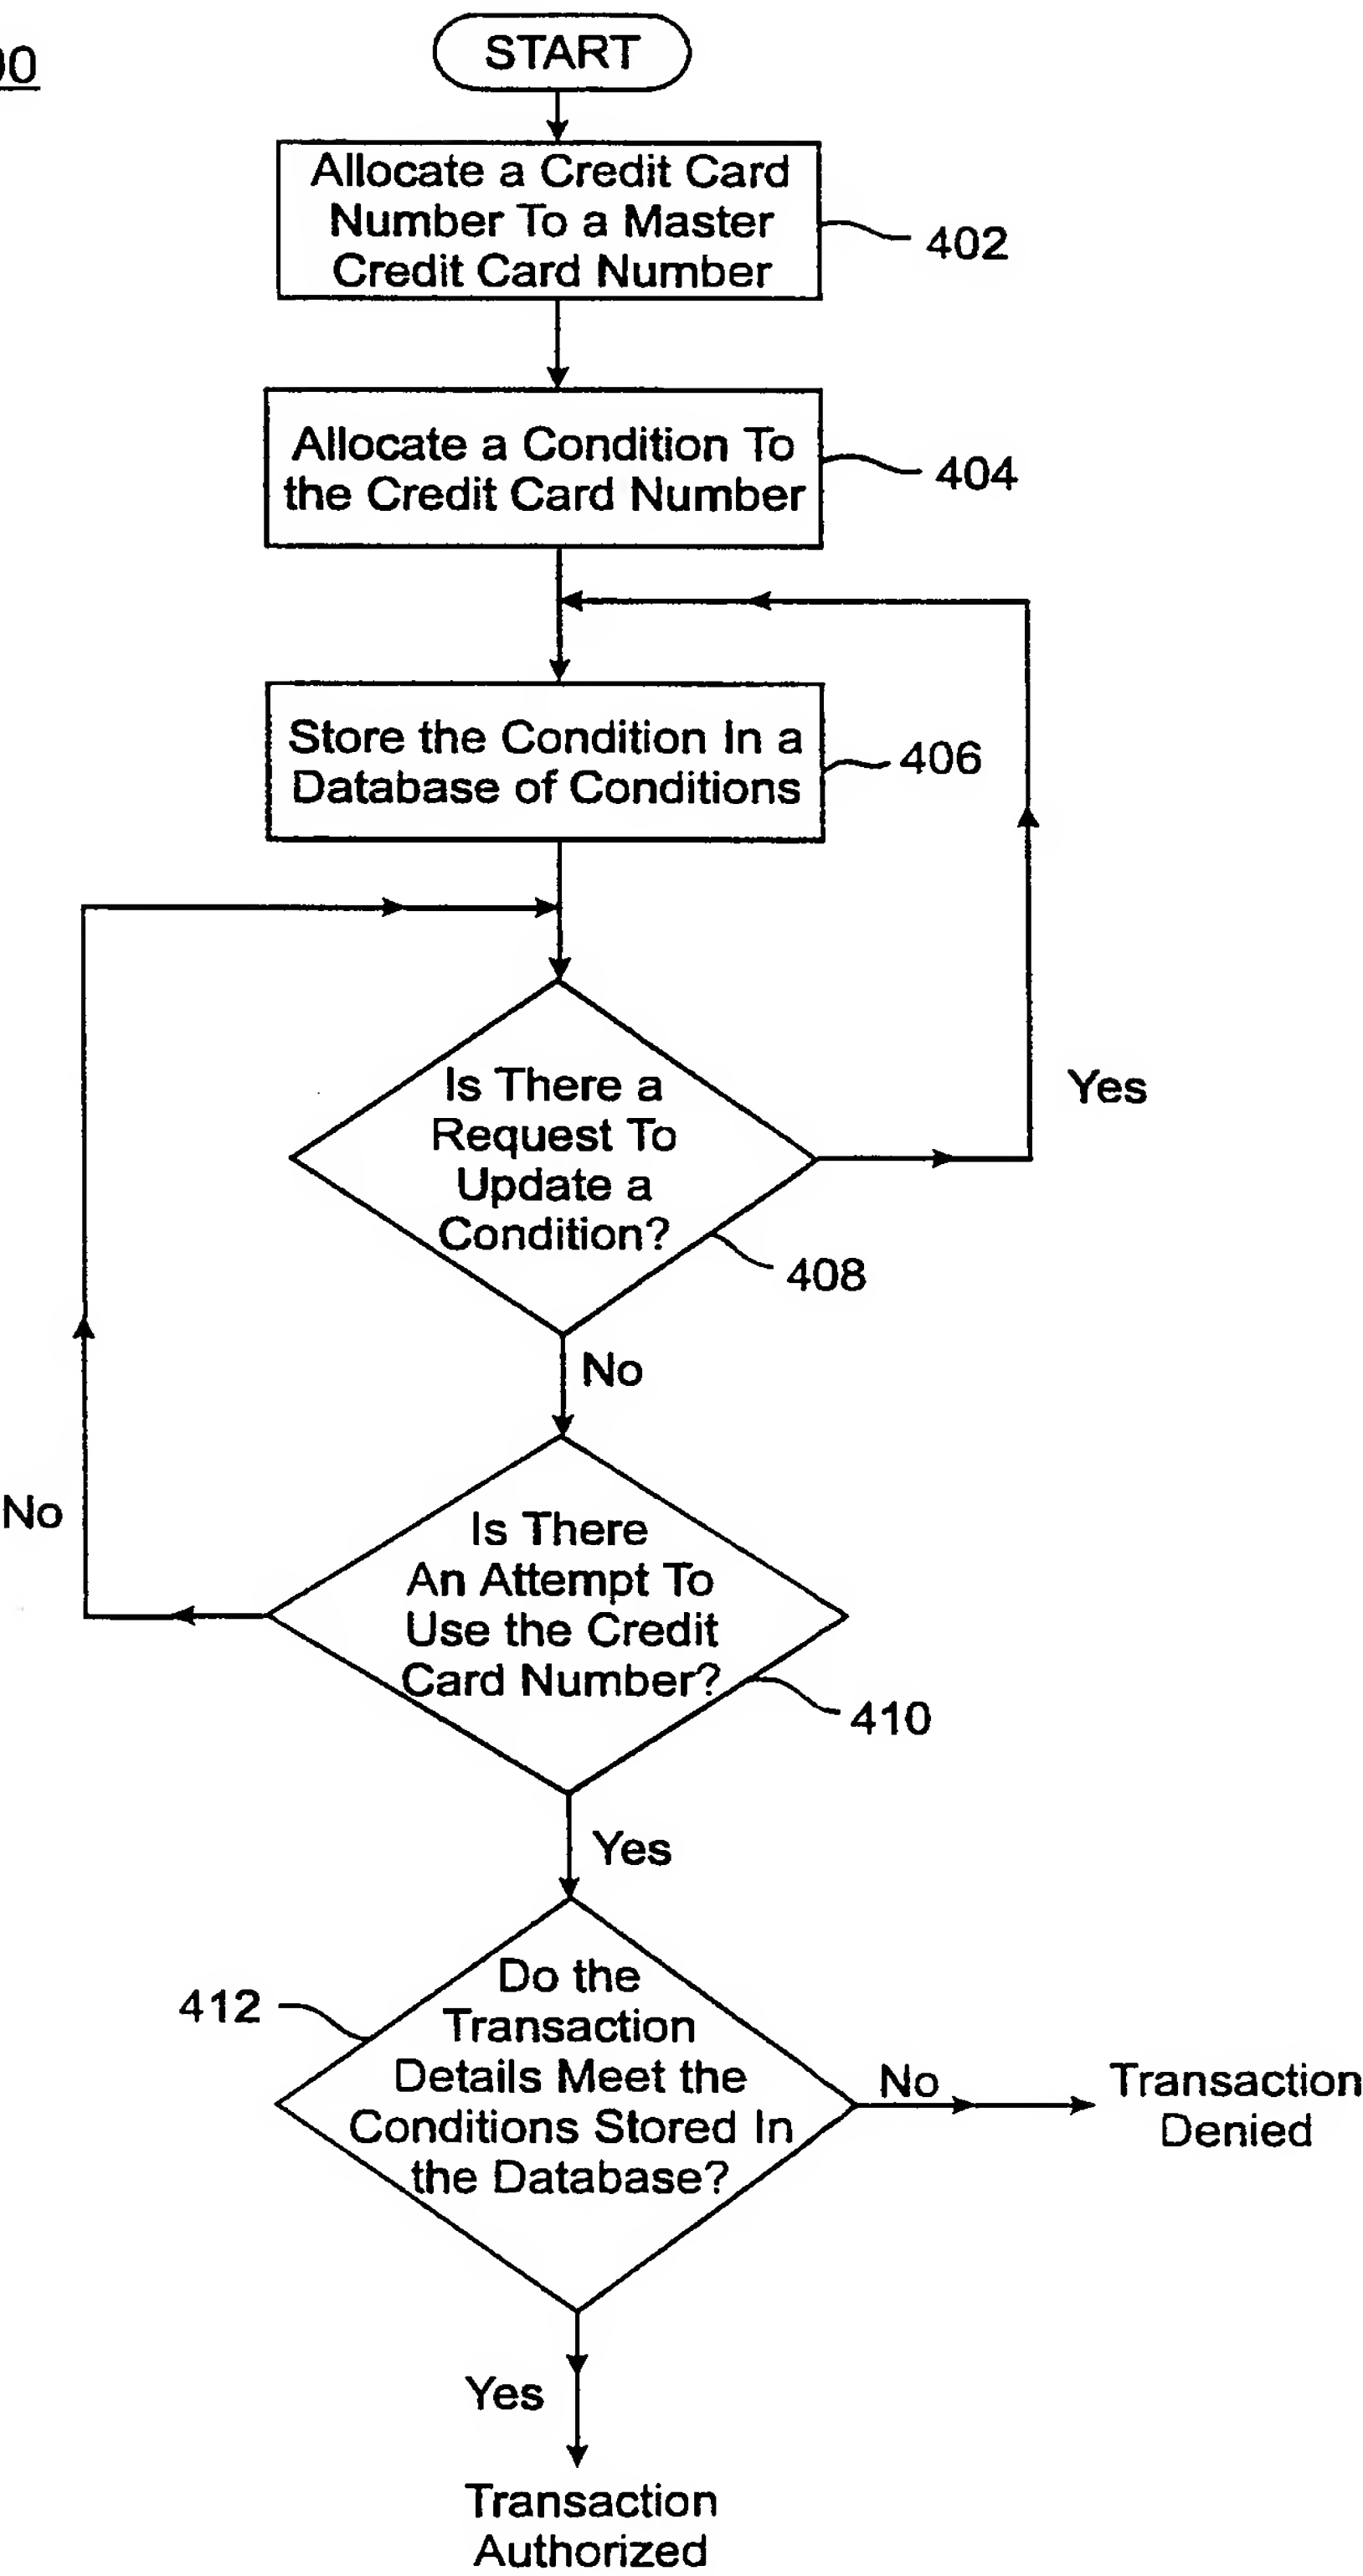 START
Allocate a Credit Card
Number To a Master
Credit Card Number
402
Allocate a Condition To
the Credit Card Number
404
Store the Condition In a
Database of Conditions
406
Is There a
Request To
Update a
Condition?
408
Yes
No
Is There
An Attempt To
Use the Credit
Card Number?
410
No
Yes
412
Do the
Transaction
Details Meet the
Conditions Stored In
the Database?
No
Transaction
Denied
Yes
Transaction
Authorized